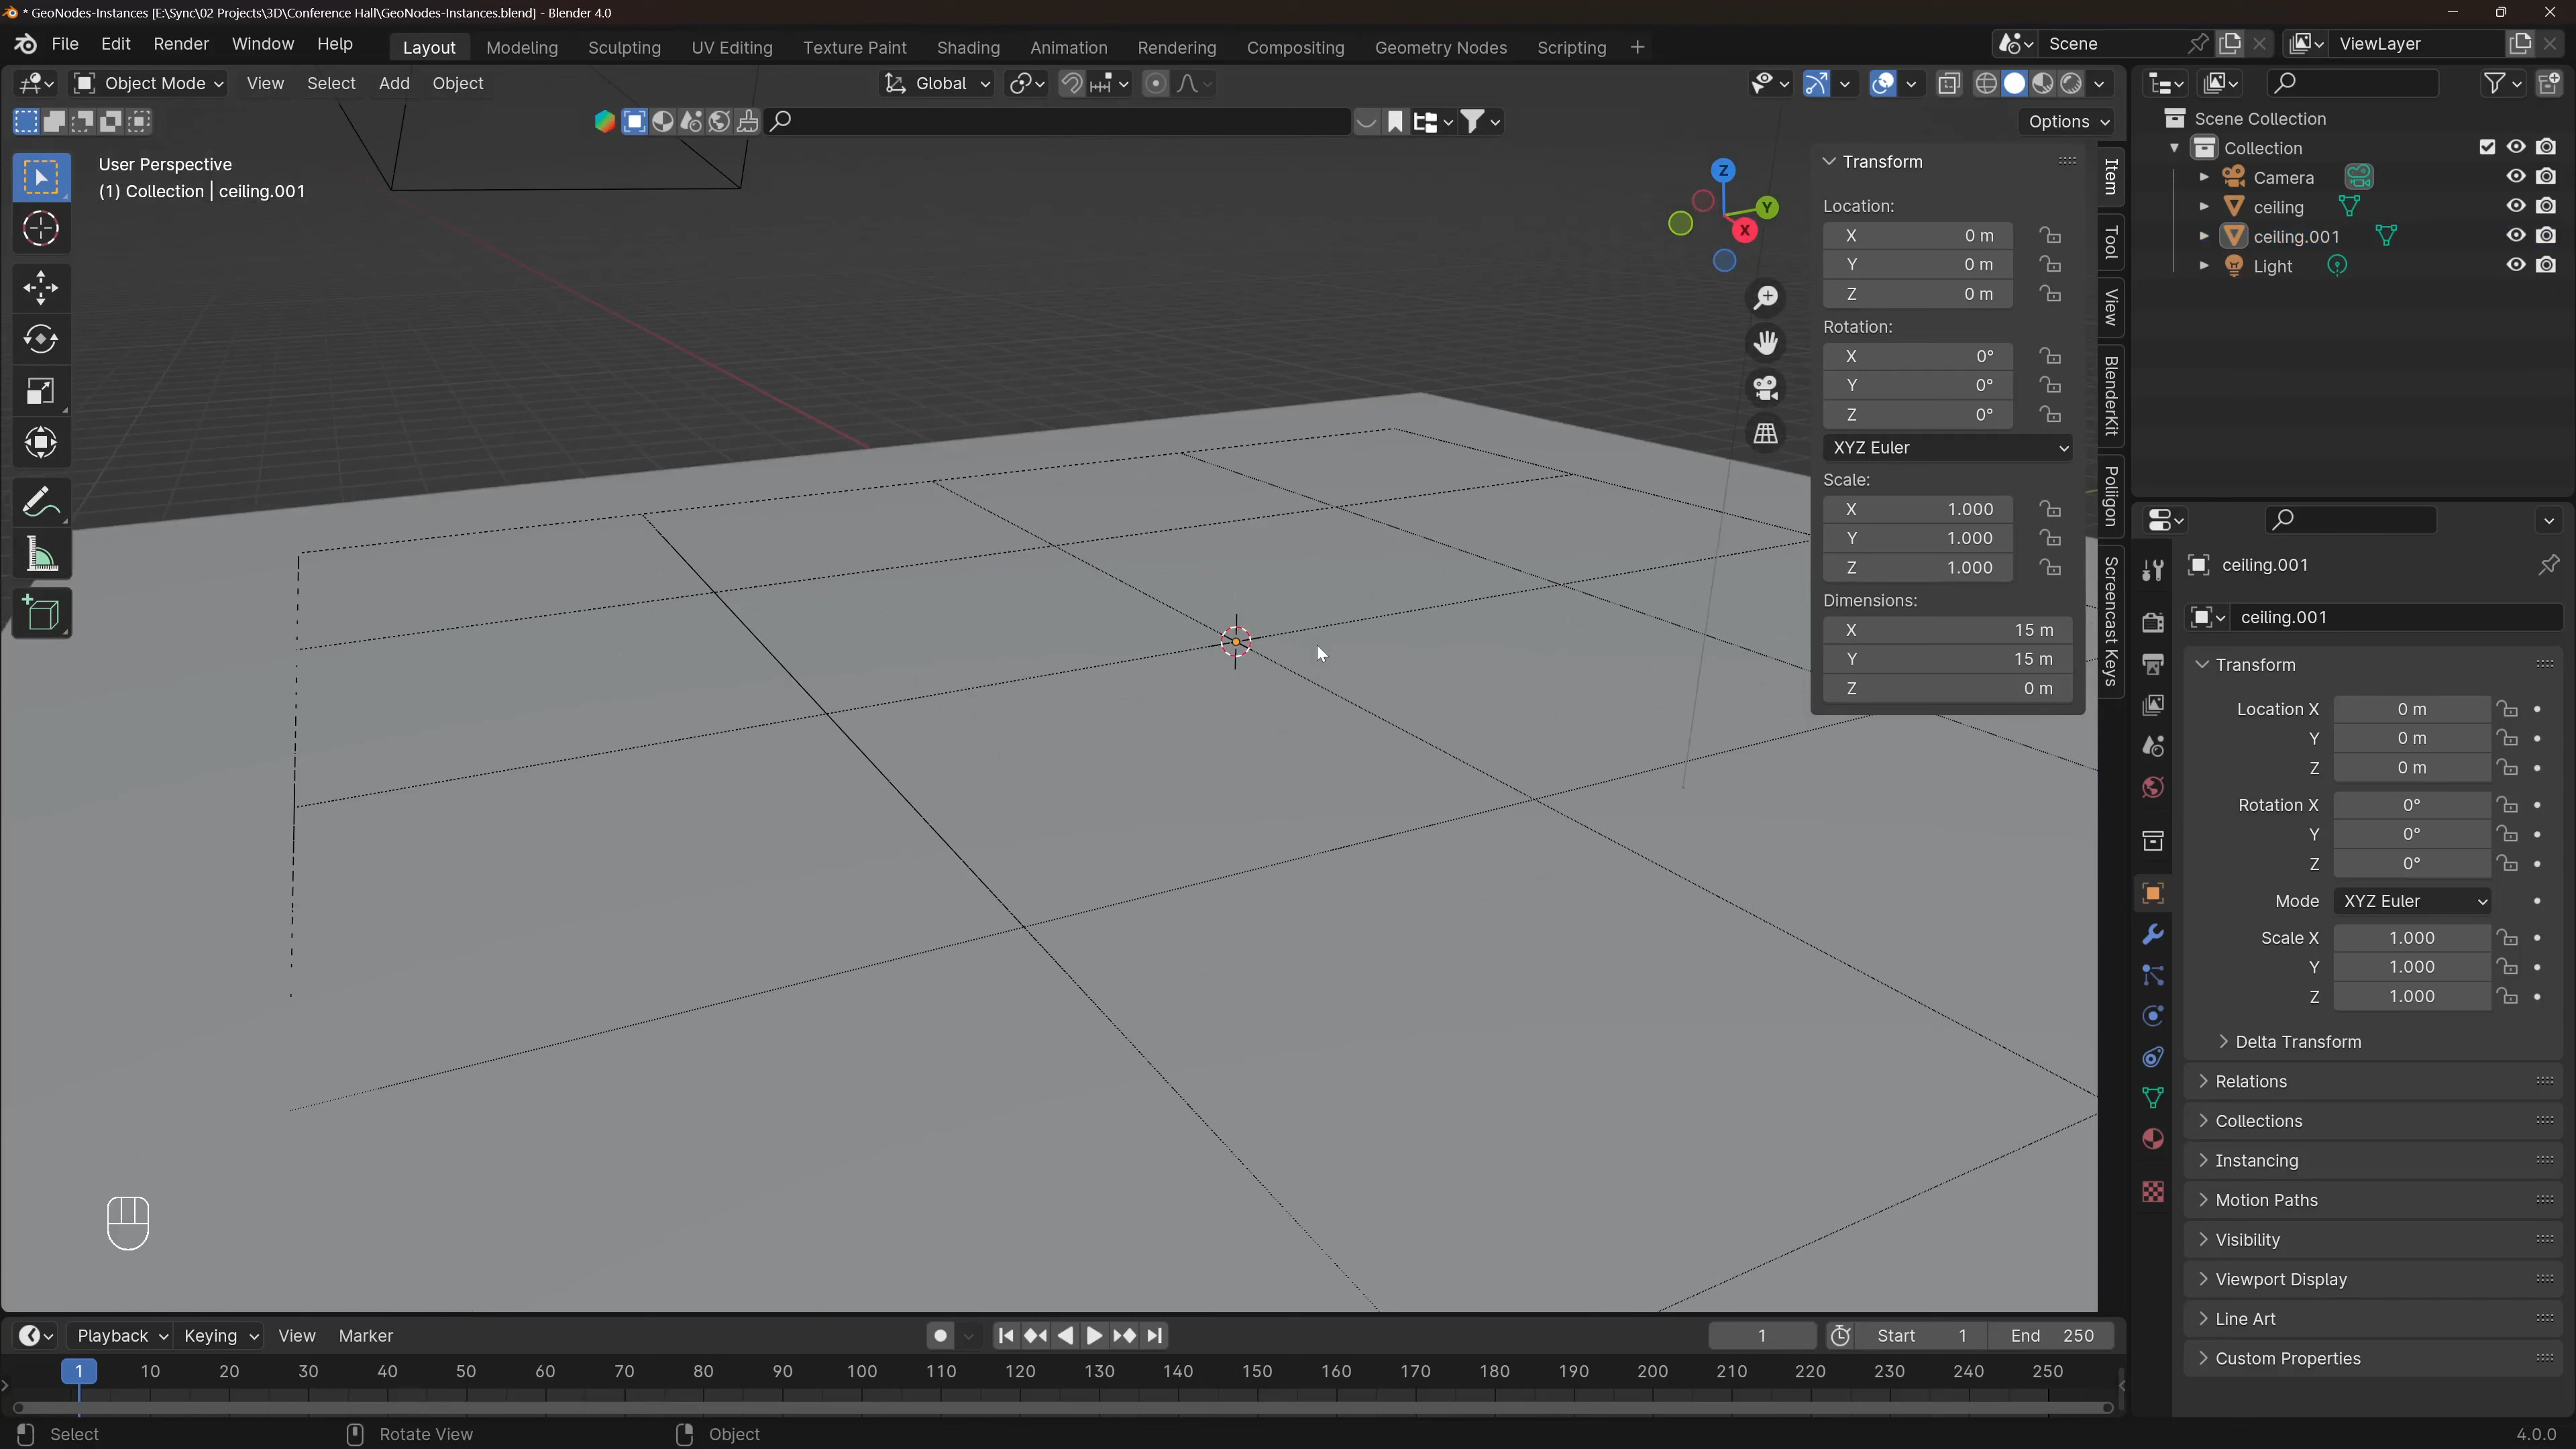 * GeoNodes-Instances [E:\Sync\02 Projects\3D\Conference Hall\GeoNodes-Instances.blend] - Blender 4.0
File Edit Render Window Help Layout Modeling Sculpting UV Editing Texture Paint Shading Animation Rendering Compositing Geometry Nodes Scripting + Scene ViewLayer
Object Mode View Select Add Object Global
Options
User Perspective
(1) Collection | ceiling.001
Z
Y
X
Transform
Location:
X 0 m
Y 0 m
Z 0 m
Rotation:
X 0°
Y 0°
Z 0°
XYZ Euler
Scale:
X 1.000
Y 1.000
Z 1.000
Dimensions:
X 15 m
Y 15 m
Z 0 m
Item
Tool
View
BlenderKit
Poliigon
Screencast Keys
Scene Collection
Collection
Camera
ceiling
ceiling.001
Light
ceiling.001
ceiling.001
Transform
Location X 0 m
Y 0 m
Z 0 m
Rotation X 0°
Y 0°
Z 0°
Mode XYZ Euler
Scale X 1.000
Y 1.000
Z 1.000
Delta Transform
Relations
Collections
Instancing
Motion Paths
Visibility
Viewport Display
Line Art
Custom Properties
Playback Keying View Marker 1 Start 1 End 250
1 10 20 30 40 50 60 70 80 90 100 110 120 130 140 150 160 170 180 190 200 210 220 230 240 250
Select Rotate View Object 4.0.0